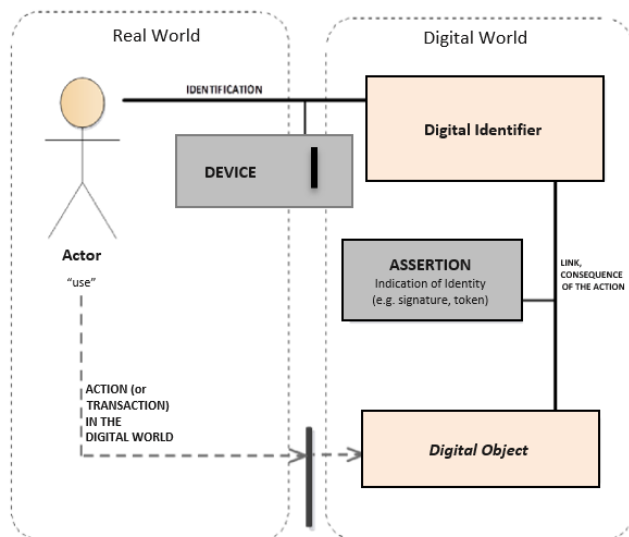 Real World
Digital World
IDENTIFICATION
Digital Identifier
DEVICE
Actor
"use"
ASSERTION
Indication of Identity
(e.g. signature, token)
LINK,
CONSEQUENCE
OF THE ACTION
ACTION (or
TRANSACTION)
IN THE
DIGITAL WORLD
Digital Object